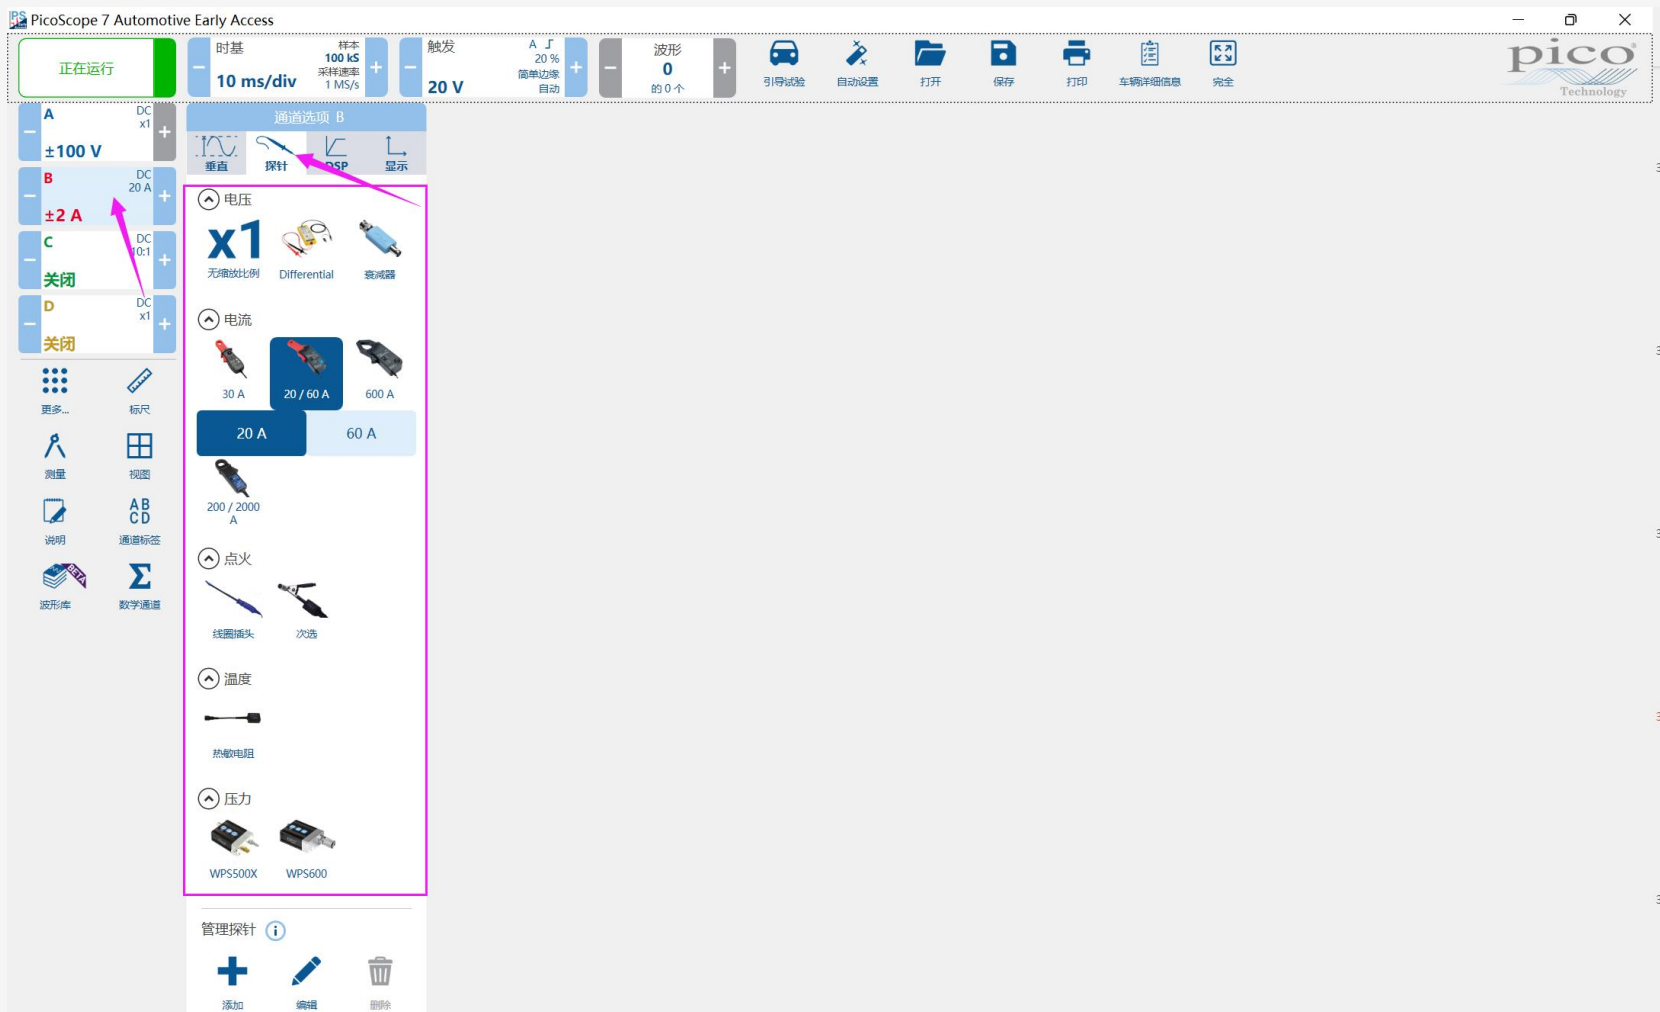 PicoScope 7 Automotive Early Access
正在运行
时基
样本
100 kS
采样速率
10 ms/div
1 MS/s
触发
A
20 %
简单边缘
20 V
自动
波形
0
的 0 个
引导试验
自动设置
打开
保存
打印
车辆详细信息
完全
pico
Technology
A
DC
x1
±100 V
B
DC
20 A
±2 A
C
DC
10:1
关闭
D
DC
x1
关闭
更多...
标尺
测量
视图
说明
AB
CD
通道标签
BETA
波形库
数学通道
通道选项 B
垂直
探针
DSP
显示
电压
x1
无缩放比例
Differential
衰减器
电流
30 A
20 / 60 A
600 A
20 A
60 A
200 / 2000
A
点火
线圈插头
次选
温度
热敏电阻
压力
WPS500X
WPS600
管理探针
添加
编辑
删除